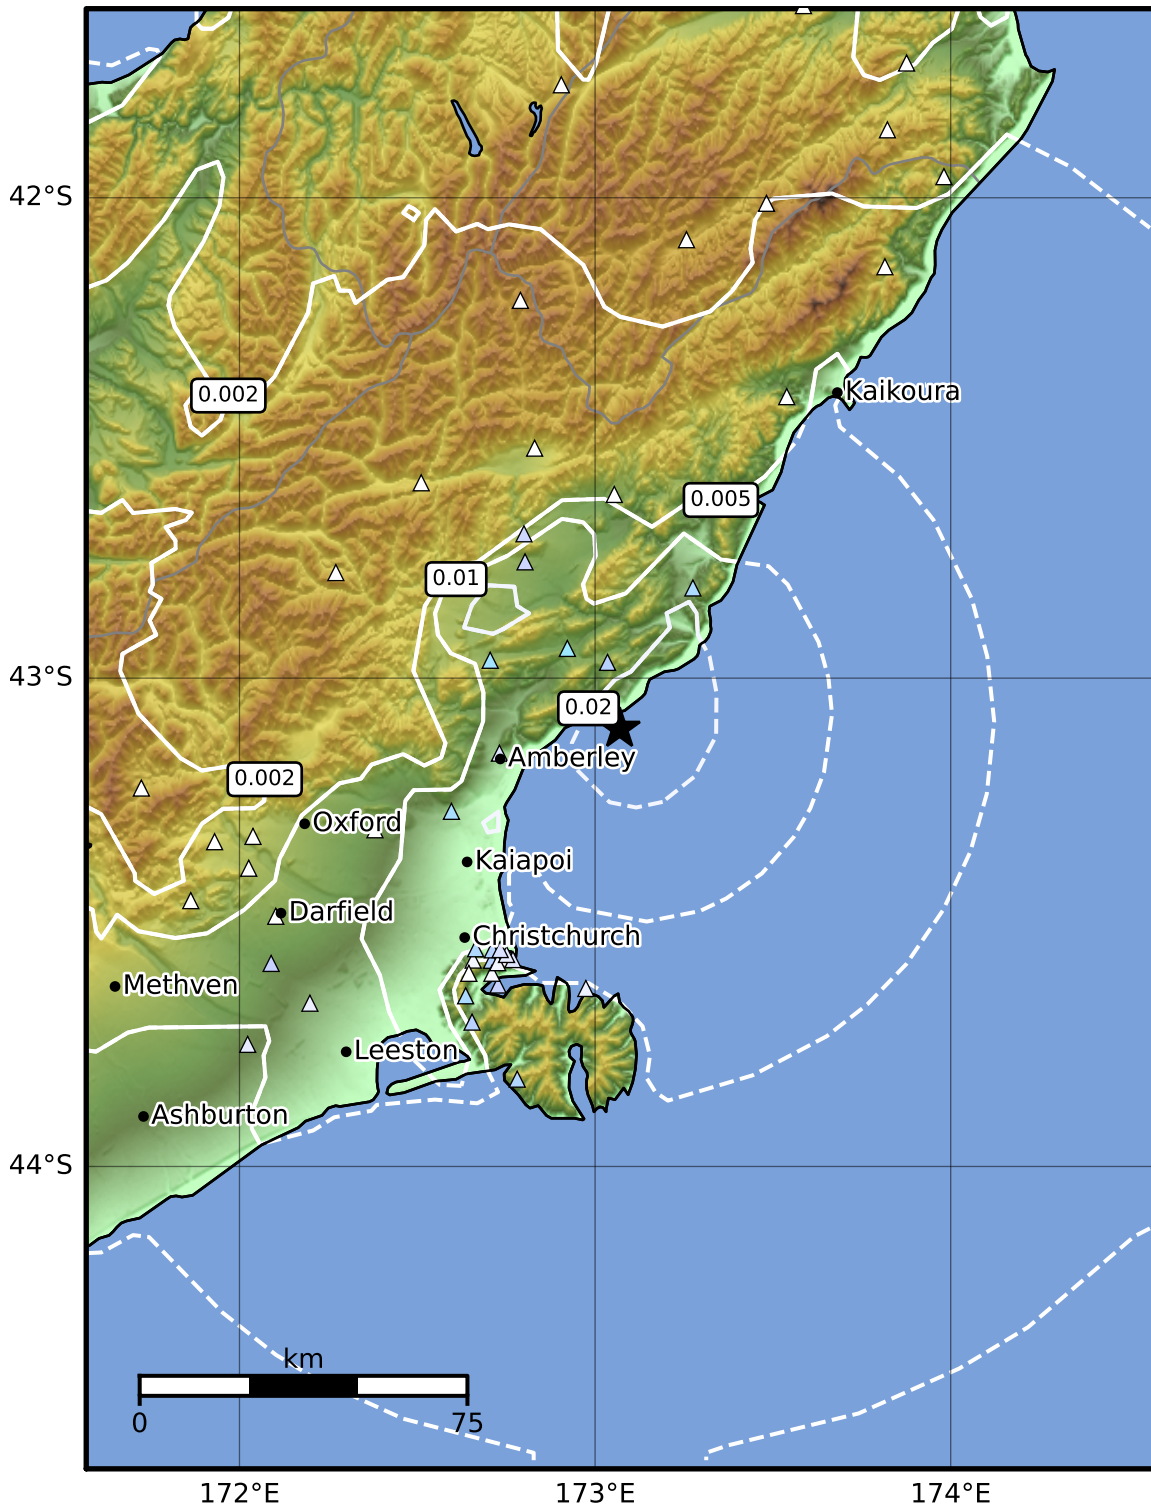 42°S
0.002
Kaikoura
0.005
0.01
43°S
0.02
Amberley
0.002
Oxford
Kaiapoi
Darfield
Christchurch
Methven
Leeston
Ashburton
44°S
km
0
75
172°E
173°E
174°E